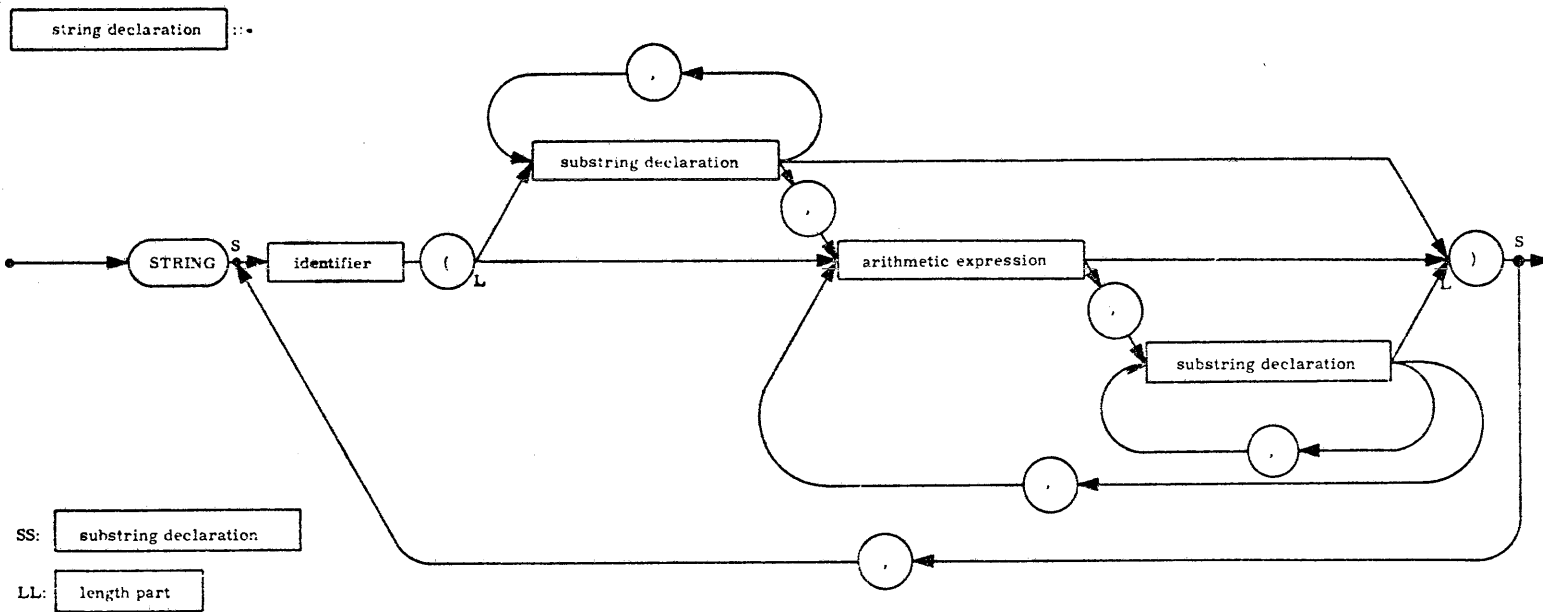 string declaration ::=
,
substring declaration
,
STRING S identifier ( L arithmetic expression L ) S
,
substring declaration
,
,
SS: substring declaration
,
LL: length part